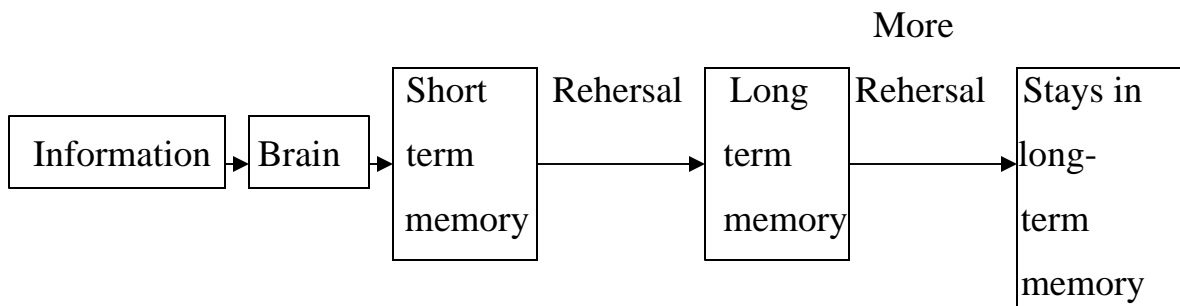 Information
Brain
Short
term
memory
Rehersal
Long
term
memory
More
Rehersal
Stays in
long-
term
memory